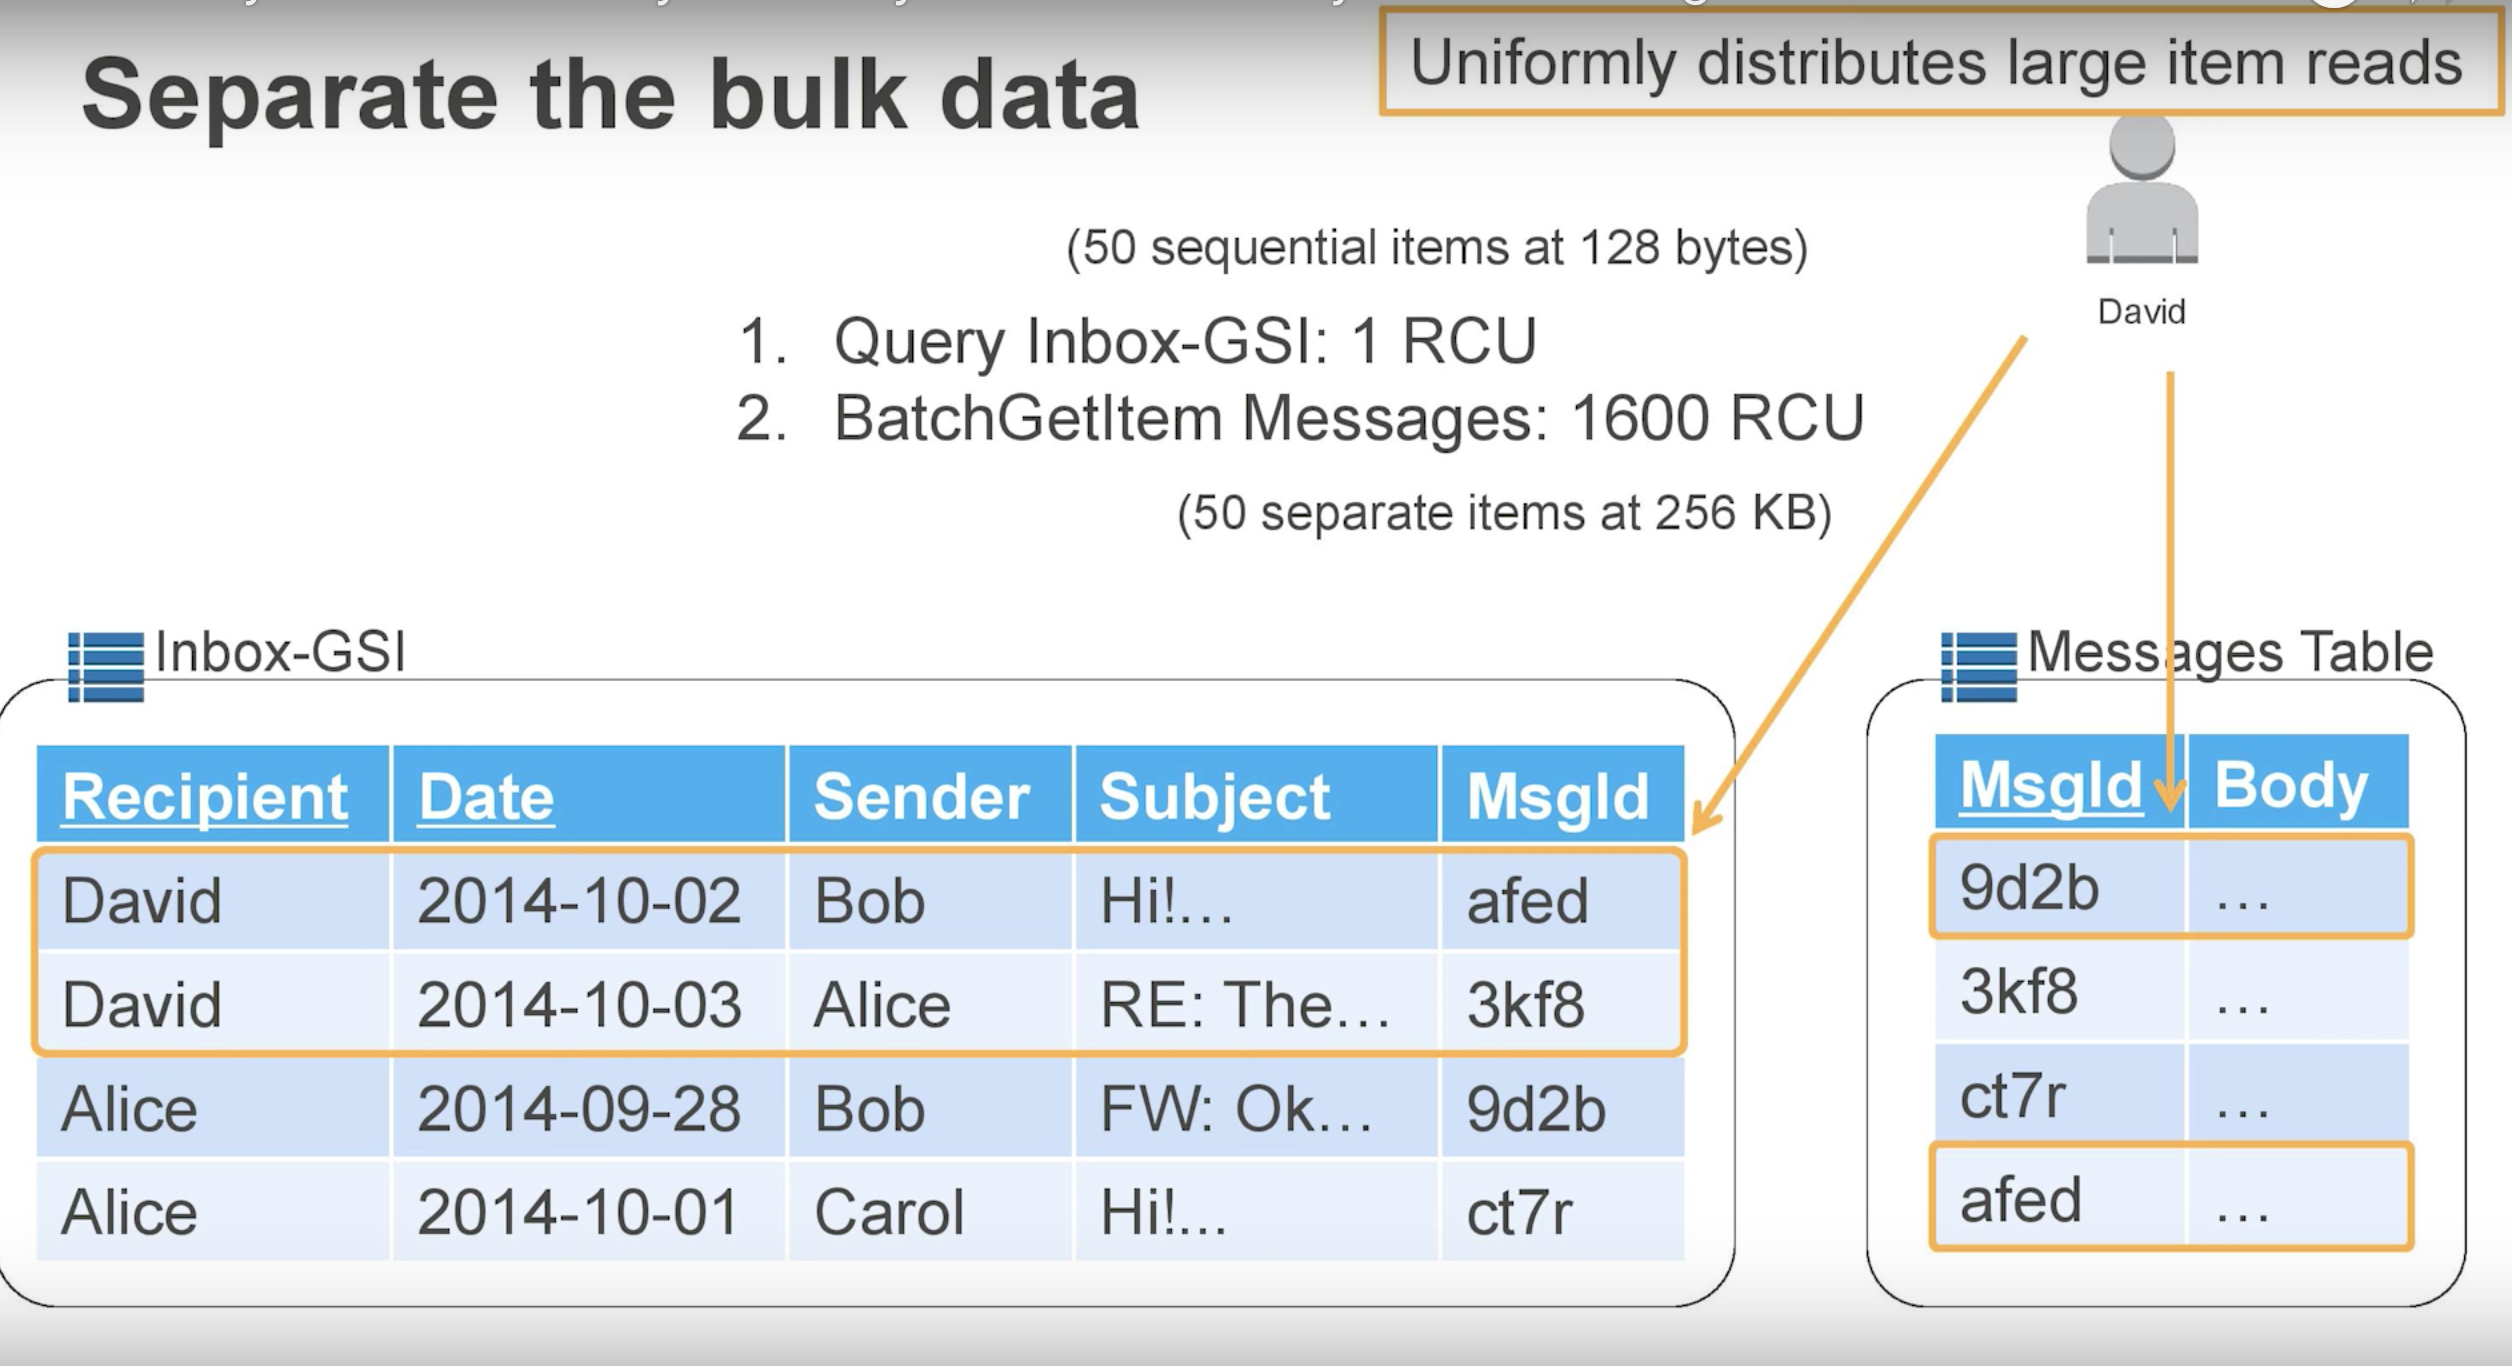 Separate the bulk data
Uniformly distributes large item reads
David
(50 sequential items at 128 bytes)
1. Query Inbox-GSI: 1 RCU
2. BatchGetItem Messages: 1600 RCU
(50 separate items at 256 KB)
Inbox-GSI
Recipient Date Sender Subject MsgId
David 2014-10-02 Bob Hi!... afed
David 2014-10-03 Alice RE: The... 3kf8
Alice 2014-09-28 Bob FW: Ok... 9d2b
Alice 2014-10-01 Carol Hi!... ct7r
Messages Table
MsgId Body
9d2b ...
3kf8 ...
ct7r ...
afed ...